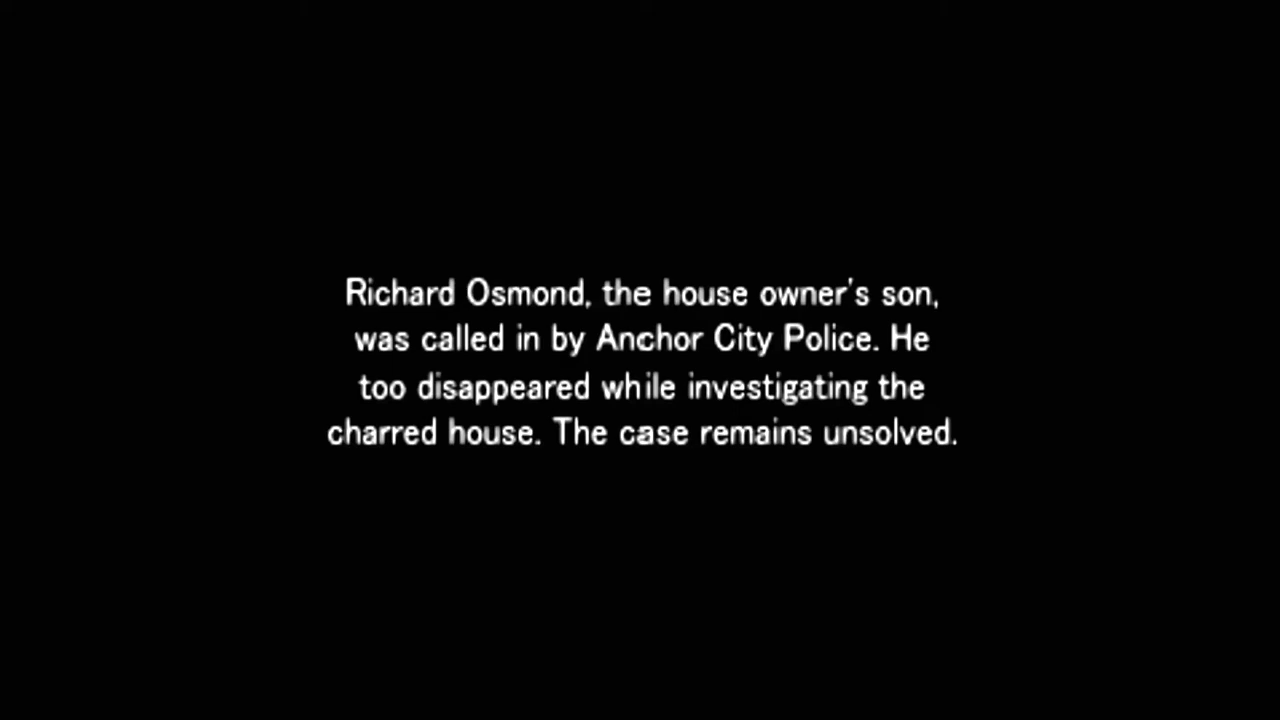 Richard Osmond, the house owner's son,
was called in by Anchor City Police. He
too disappeared while investigating the
charred house. The case remains unsolved.